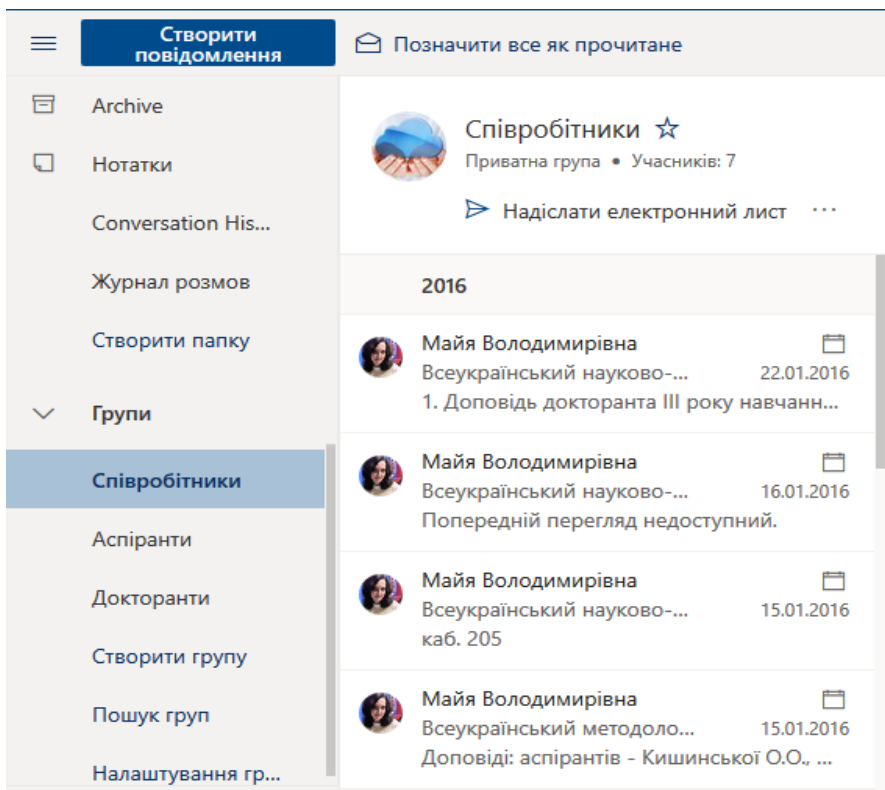 Створити
повідомлення
Позначити все як прочитане
Archive
Нотатки
Conversation His...
Журнал розмов
Створити папку
Групи
Співробітники
Аспіранти
Докторанти
Створити групу
Пошук груп
Налаштування гр...
Співробітники
Приватна група • Учасників: 7
Надіслати електронний лист ...
2016
Майя Володимирівна
Всеукраїнський науково-... 22.01.2016
1. Доповідь докторанта III року навчанн...
Майя Володимирівна
Всеукраїнський науково-... 16.01.2016
Попередній перегляд недоступний.
Майя Володимирівна
Всеукраїнський науково-... 15.01.2016
каб. 205
Майя Володимирівна
Всеукраїнський методоло... 15.01.2016
Доповіді: аспірантів - Кишинської О.О., ...